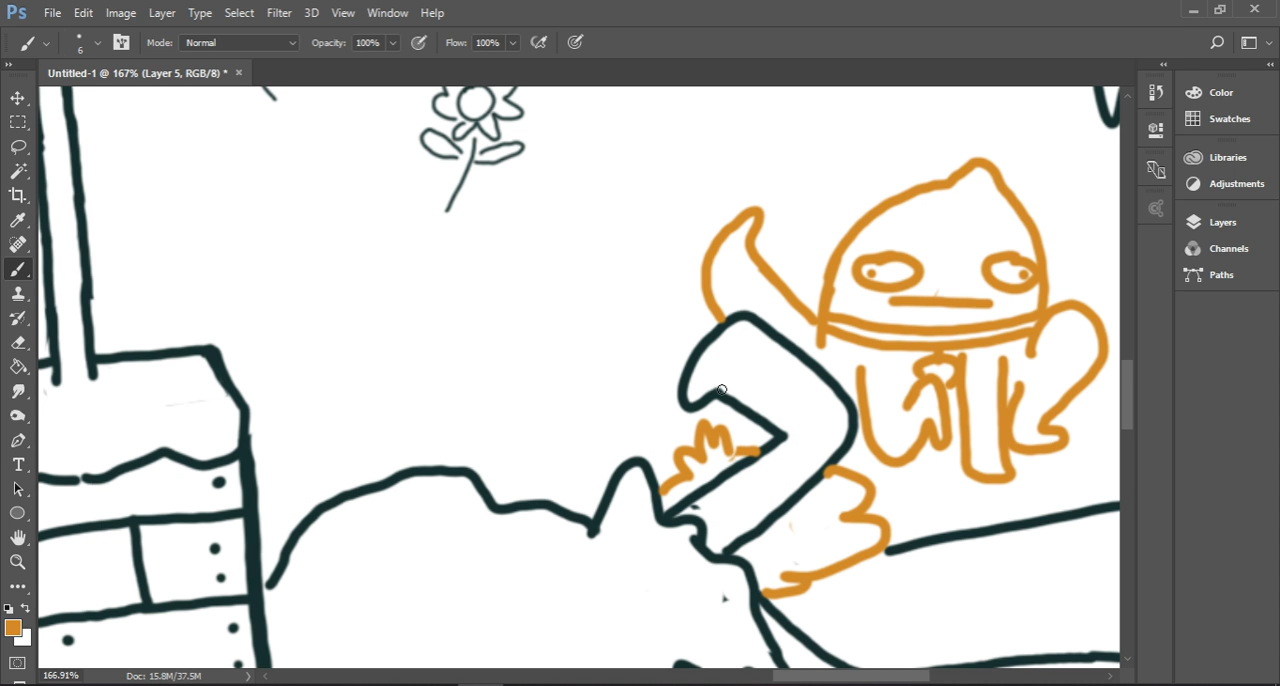 Ps File Edit Image Layer Type Select Filter 3D View Window Help
6 Mode: Normal Opacity: 100% Flow: 100%
Untitled-1 @ 167% (Layer 5, RGB/8) * ×
Color
Swatches
Libraries
Adjustments
Layers
Channels
Paths
166.91% Doc: 15.8M/37.5M